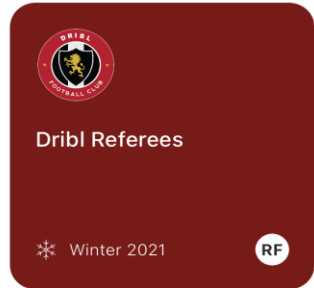 DRIBL
FOOTBALL CLUB
Dribl Referees
Winter 2021
RF